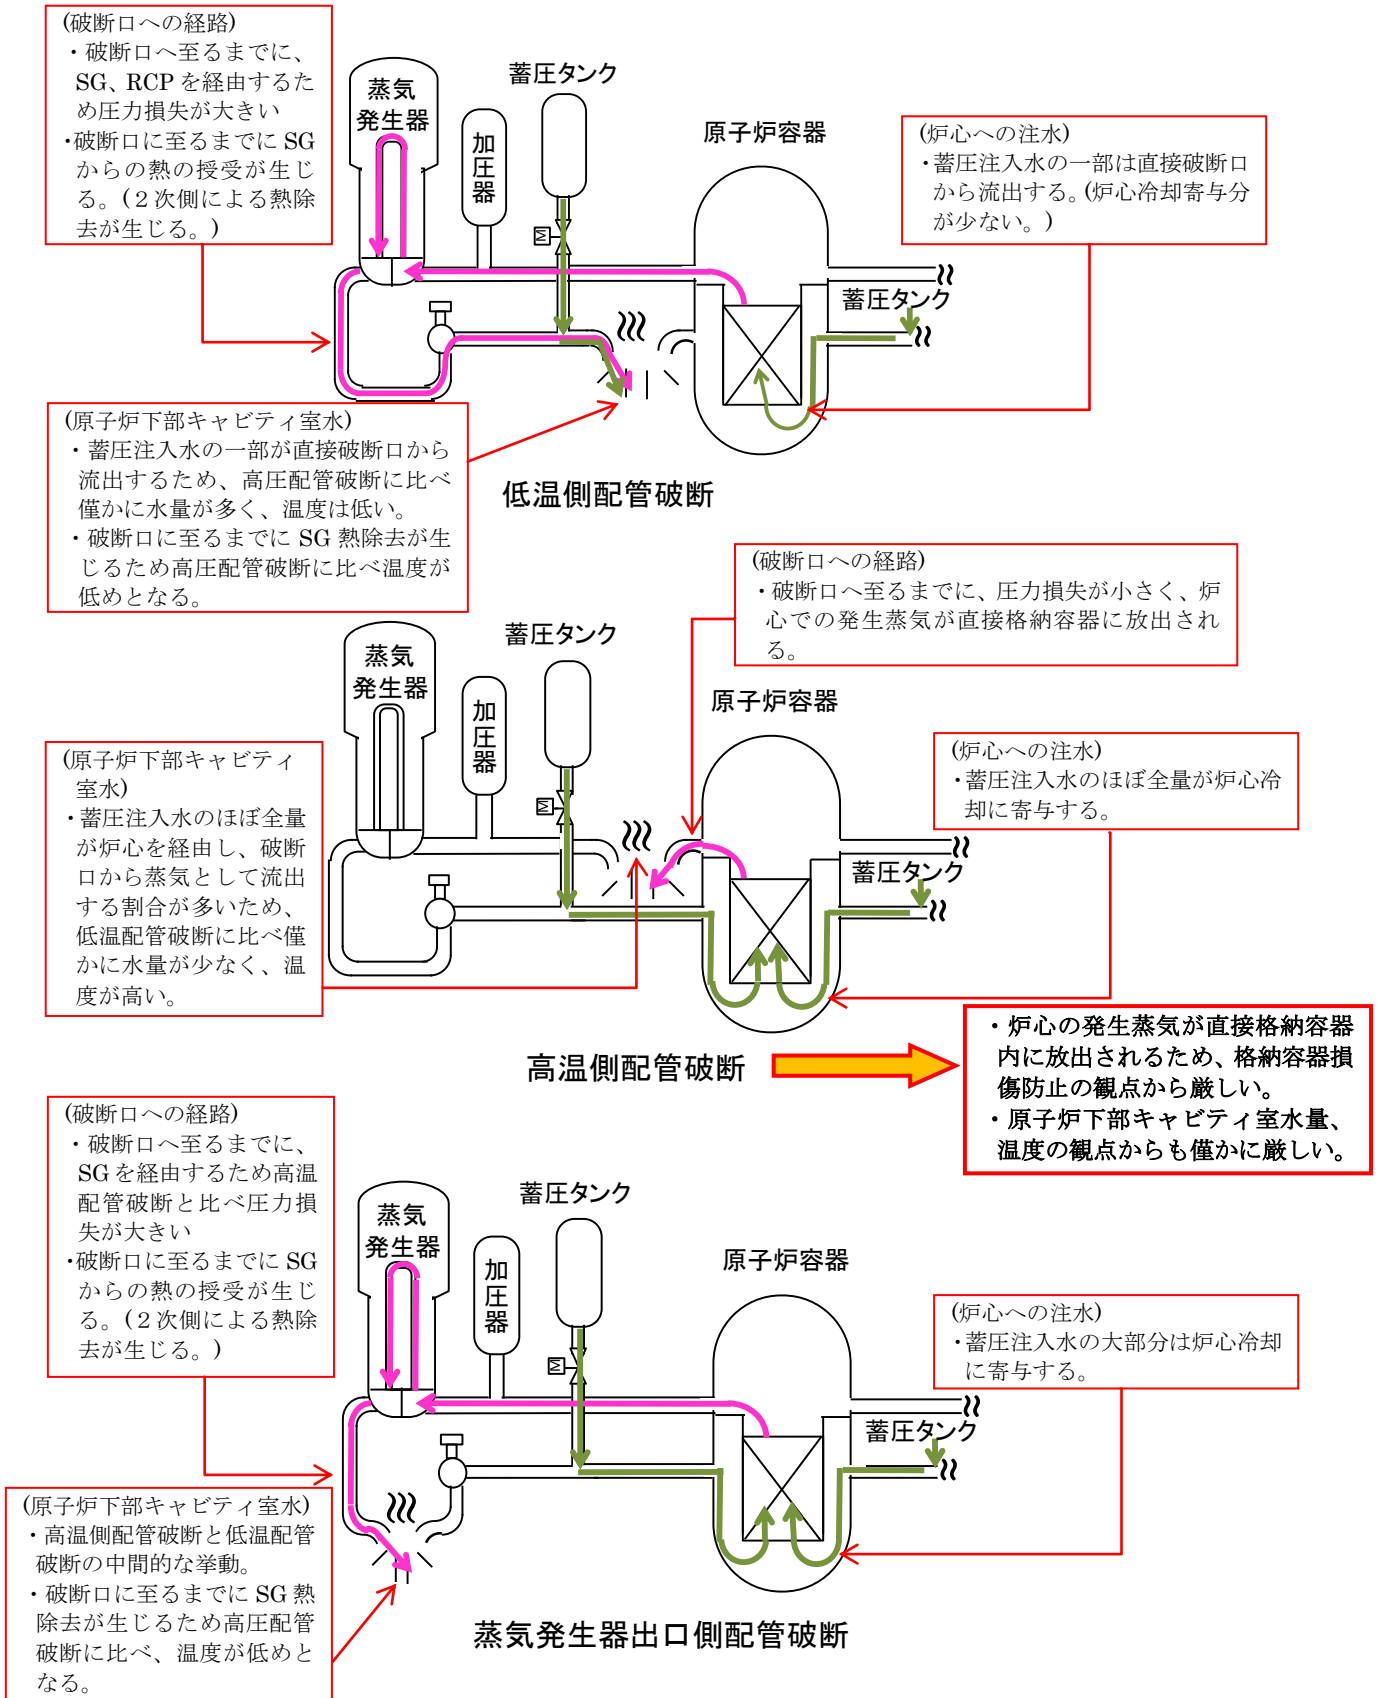 (破断口への経路)
・破断口へ至るまでに、
SG、RCP を経由するた
め圧力損失が大きい
・破断口に至るまでに SG
からの熱の授受が生じ
る。(２次側による熱除
去が生じる。)
蒸気
発生器
加圧器
蓄圧タンク
原子炉容器
(炉心への注水)
・蓄圧注入水の一部は直接破断口
から流出する。(炉心冷却寄与分
が少ない。)
M
蓄圧タンク
(原子炉下部キャビティ室水)
・蓄圧注入水の一部が直接破断口から
流出するため、高圧配管破断に比べ
僅かに水量が多く、温度は低い。
・破断口に至るまでに SG 熱除去が生
じるため高圧配管破断に比べ温度が
低めとなる。
低温側配管破断
(破断口への経路)
・破断口へ至るまでに、圧力損失が小さく、炉
心での発生蒸気が直接格納容器に放出され
る。
蒸気
発生器
加圧器
蓄圧タンク
原子炉容器
(原子炉下部キャビティ
室水)
・蓄圧注入水のほぼ全量
が炉心を経由し、破断
口から蒸気として流出
する割合が多いため、
低温配管破断に比べ僅
かに水量が少なく、温
度が高い。
M
(炉心への注水)
・蓄圧注入水のほぼ全量が炉心冷
却に寄与する。
蓄圧タンク
高温側配管破断
・炉心の発生蒸気が直接格納容器
内に放出されるため、格納容器損
傷防止の観点から厳しい。
・原子炉下部キャビティ室水量、
温度の観点からも僅かに厳しい。
(破断口への経路)
・破断口へ至るまでに、
SG を経由するため高温
配管破断と比べ圧力損
失が大きい
・破断口に至るまでに SG
からの熱の授受が生じ
る。(２次側による熱除
去が生じる。)
蒸気
発生器
加圧器
蓄圧タンク
原子炉容器
M
(炉心への注水)
・蓄圧注入水の大部分は炉心冷却
に寄与する。
蓄圧タンク
(原子炉下部キャビティ室水)
・高温側配管破断と低温配管
破断の中間的な挙動。
・破断口に至るまでに SG 熱
除去が生じるため高圧配管
破断に比べ、温度が低めと
なる。
蒸気発生器出口側配管破断